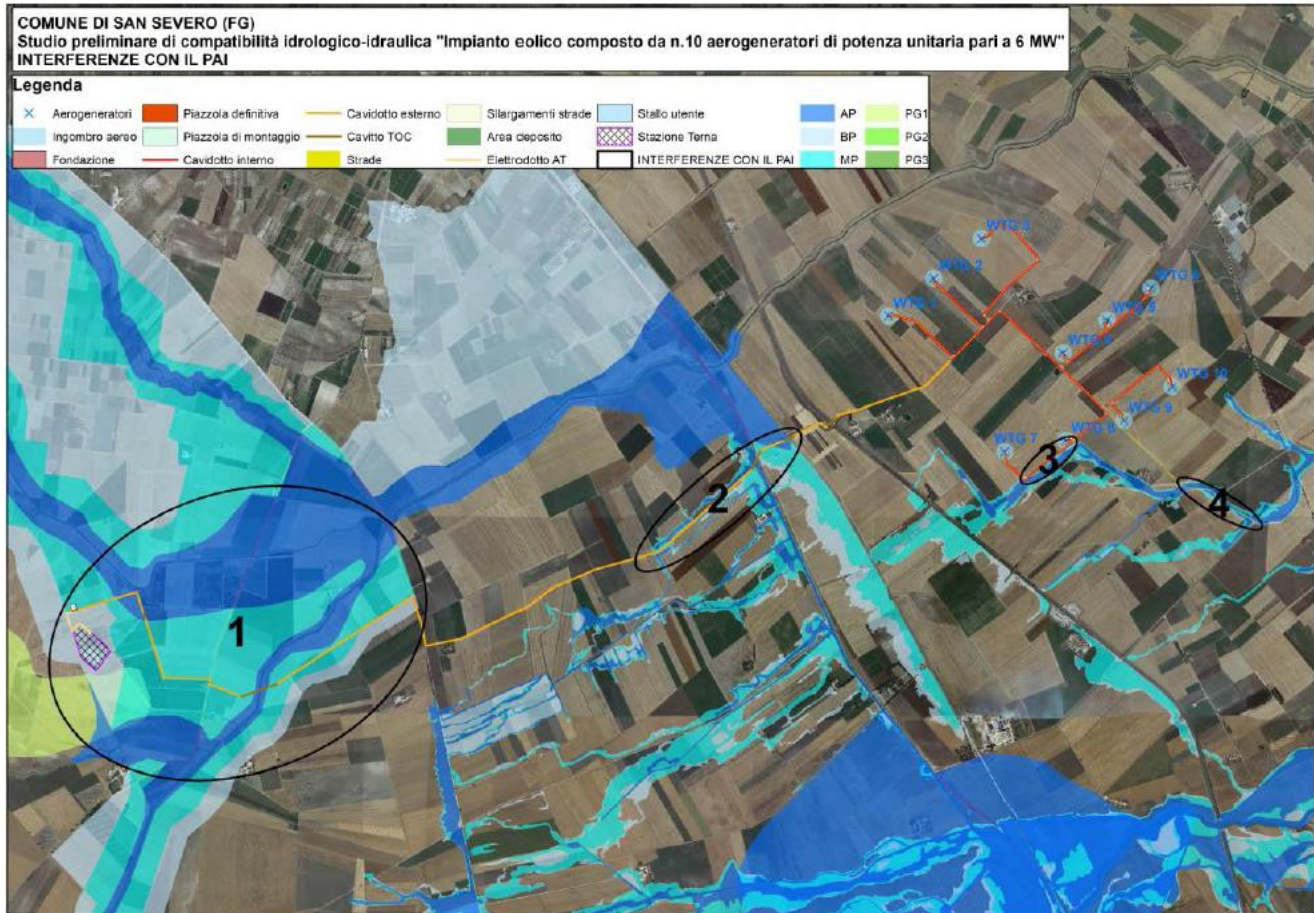 COMUNE DI SAN SEVERO (FG)
Studio preliminare di compatibilità idrologico-idraulica "Impianto eolico composto da n.10 aerogeneratori di potenza unitaria pari a 6 MW"
INTERFERENZE CON IL PAI
Legenda
Aerogeneratori Piazzola definitiva Cavidotto esterno Sllargamenti strade Stallo utente AP PG1
Ingombro aereo Piazzola di montaggio Cavitto TOC Area deposito Stazione Terna BP PG2
Fondazione Cavidotto interno Strade Elettrodotto AT INTERFERENZE CON IL PAI MP PG3
WTG 3
WTG 2
WTG
WTG
WTG
WTG
WTG 10
WTG 9
WTG 8
WTG 7
3
2
4
1